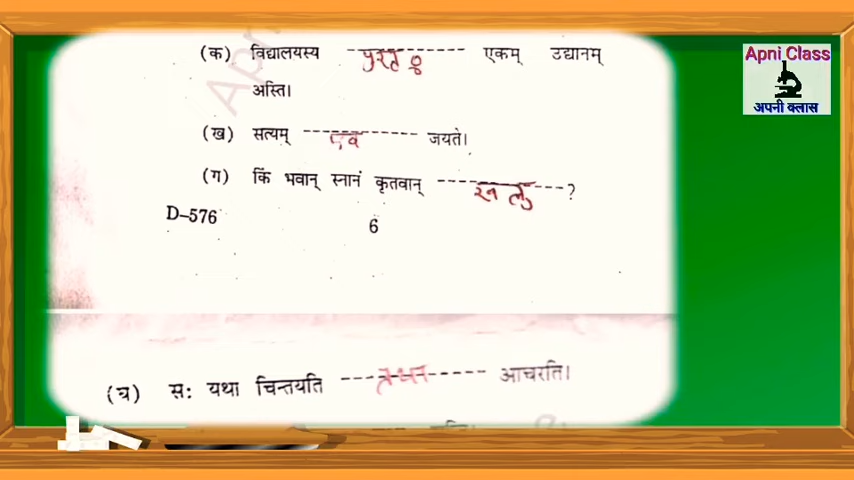 Apni Class
अपनी क्लास
(क) विद्यालयस्य पुरतः एकम् उद्यानम्
अस्ति।
(ख) सत्यम् एव जयते।
(ग) किं भवान् स्नानं कृतवान् खलु ?
D-576
6
(च) सः यथा चिन्तयति तथा आचरति।